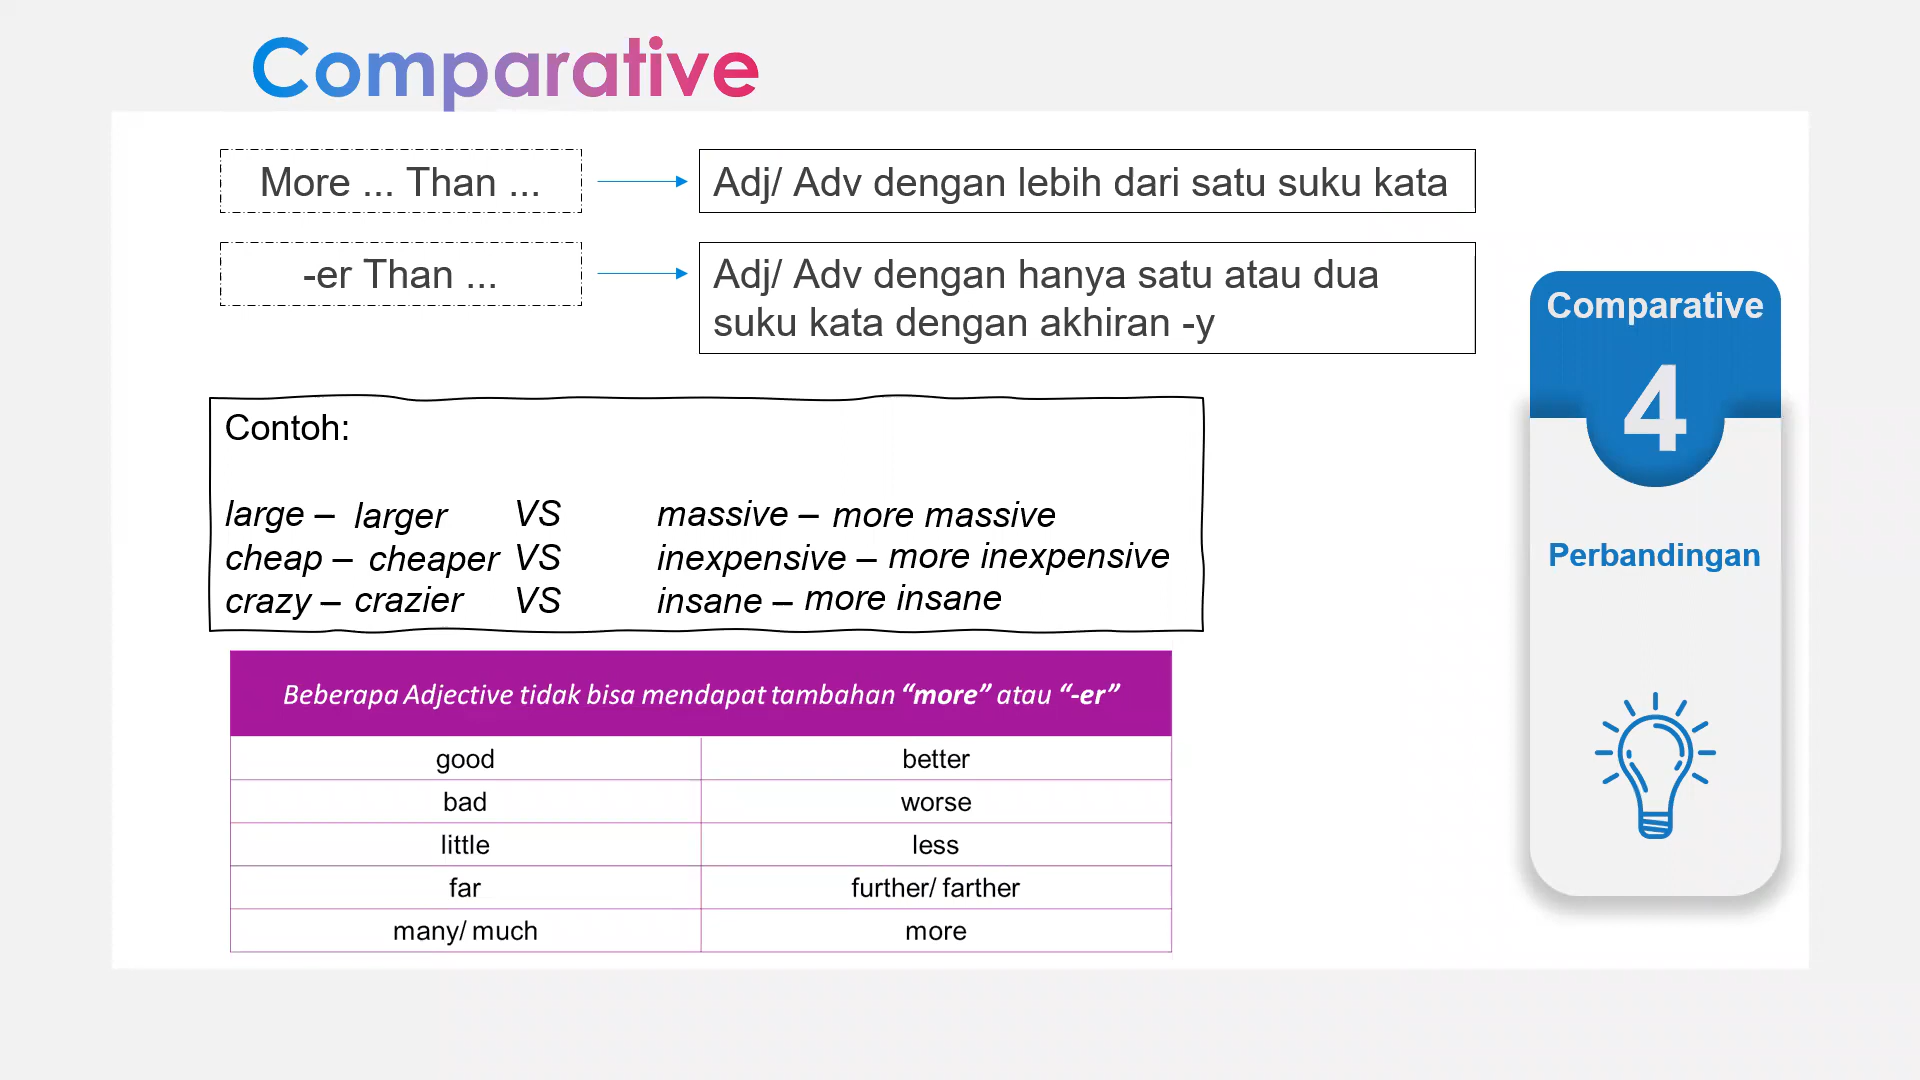 Comparative
More ... Than ...
Adj/ Adv dengan lebih dari satu suku kata
-er Than ...
Adj/ Adv dengan hanya satu atau dua
suku kata dengan akhiran -y
Contoh:
large – larger VS massive – more massive
cheap – cheaper VS inexpensive – more inexpensive
crazy – crazier VS insane – more insane
Beberapa Adjective tidak bisa mendapat tambahan “more” atau “-er”
good better
bad worse
little less
far further/ farther
many/ much more
Comparative
4
Perbandingan